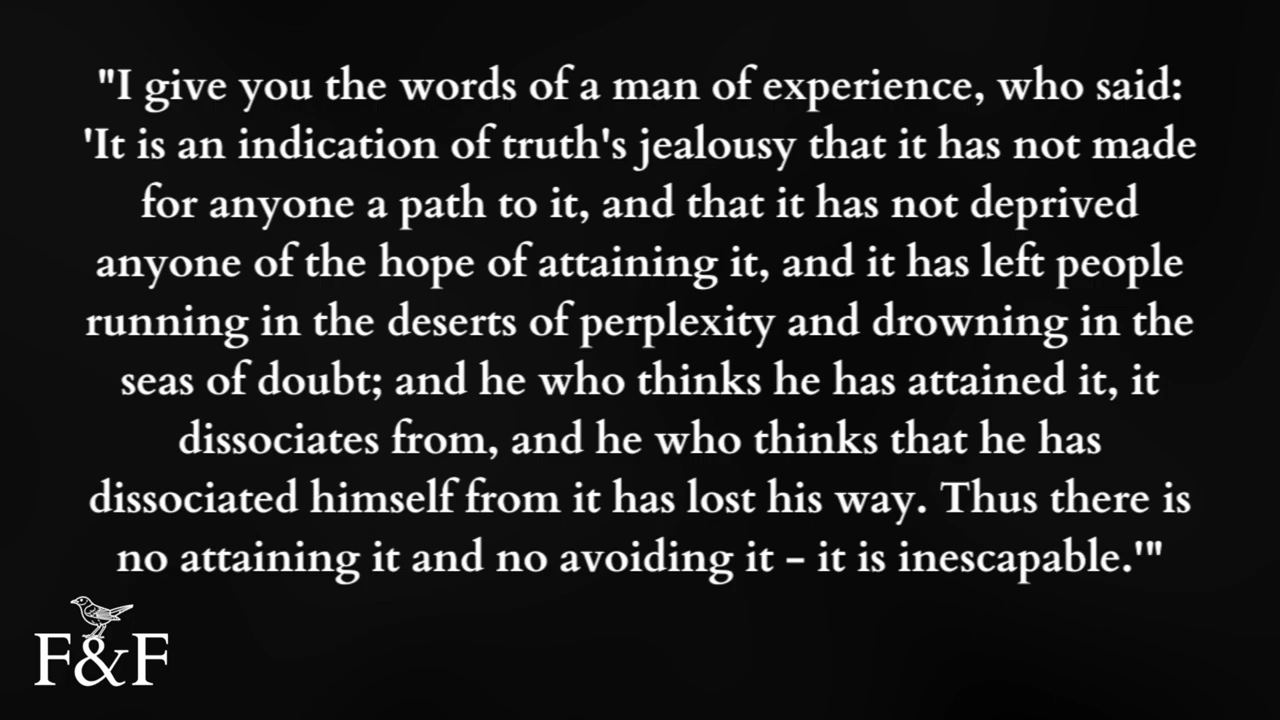 "I give you the words of a man of experience, who said:
'It is an indication of truth's jealousy that it has not made
for anyone a path to it, and that it has not deprived
anyone of the hope of attaining it, and it has left people
running in the deserts of perplexity and drowning in the
seas of doubt; and he who thinks he has attained it, it
dissociates from, and he who thinks that he has
dissociated himself from it has lost his way. Thus there is
no attaining it and no avoiding it - it is inescapable.'"
F&F